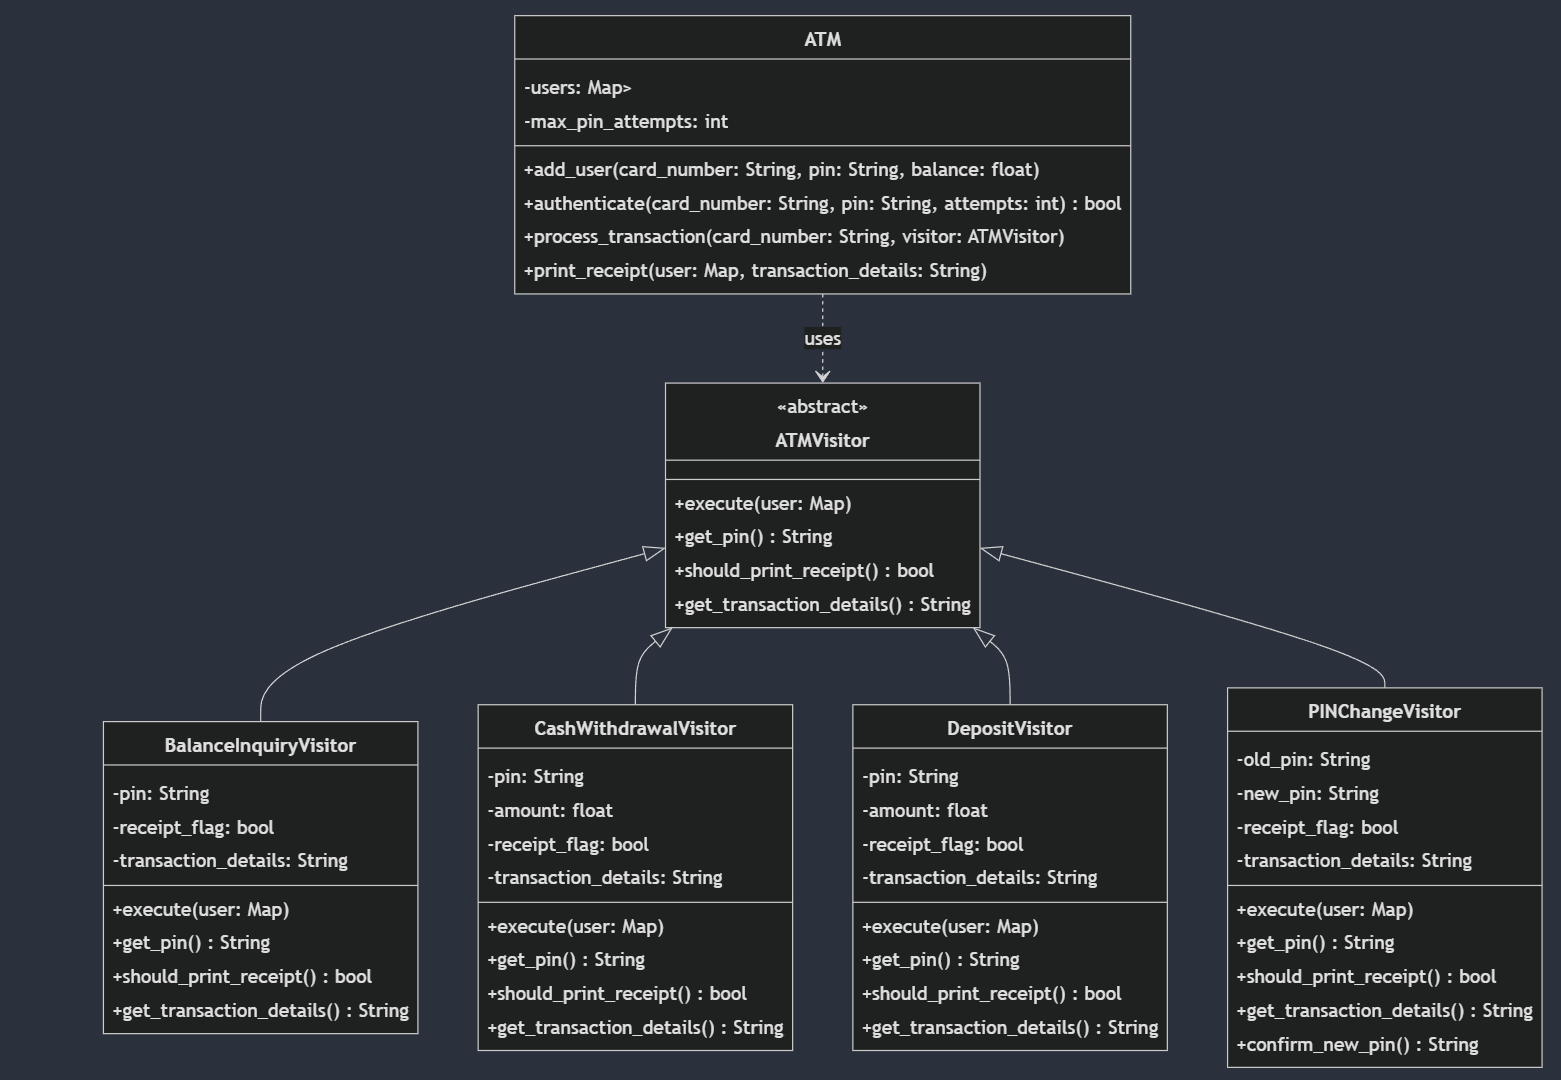 ATM
-users: Map>
-max_pin_attempts: int
+add_user(card_number: String, pin: String, balance: float)
+authenticate(card_number: String, pin: String, attempts: int) : bool
+process_transaction(card_number: String, visitor: ATMVisitor)
+print_receipt(user: Map, transaction_details: String)
uses
«abstract»
ATMVisitor
+execute(user: Map)
+get_pin() : String
+should_print_receipt() : bool
+get_transaction_details() : String
BalanceInquiryVisitor
-pin: String
-receipt_flag: bool
-transaction_details: String
+execute(user: Map)
+get_pin() : String
+should_print_receipt() : bool
+get_transaction_details() : String
CashWithdrawalVisitor
-pin: String
-amount: float
-receipt_flag: bool
-transaction_details: String
+execute(user: Map)
+get_pin() : String
+should_print_receipt() : bool
+get_transaction_details() : String
DepositVisitor
-pin: String
-amount: float
-receipt_flag: bool
-transaction_details: String
+execute(user: Map)
+get_pin() : String
+should_print_receipt() : bool
+get_transaction_details() : String
PINChangeVisitor
-old_pin: String
-new_pin: String
-receipt_flag: bool
-transaction_details: String
+execute(user: Map)
+get_pin() : String
+should_print_receipt() : bool
+get_transaction_details() : String
+confirm_new_pin() : String